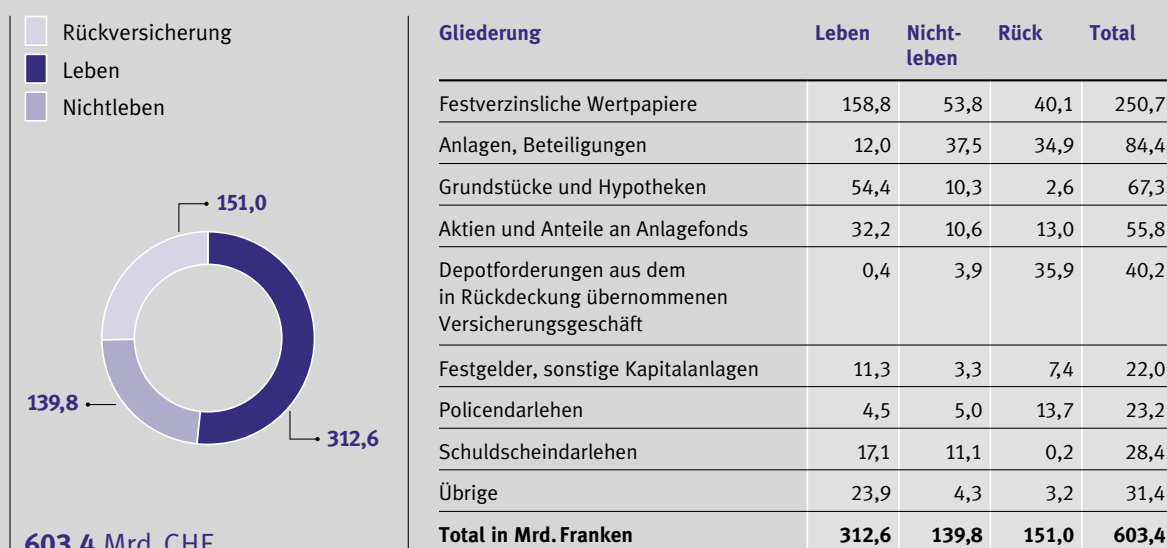 Rückversicherung
Leben
Nichtleben
151,0
139,8
312,6
603,4 Mrd. CHF
Gliederung Leben Nicht- Rück Total
leben
Festverzinsliche Wertpapiere 158,8 53,8 40,1 250,7
Anlagen, Beteiligungen 12,0 37,5 34,9 84,4
Grundstücke und Hypotheken 54,4 10,3 2,6 67,3
Aktien und Anteile an Anlagefonds 32,2 10,6 13,0 55,8
Depotforderungen aus dem 0,4 3,9 35,9 40,2
in Rückdeckung übernommenen
Versicherungsgeschäft
Festgelder, sonstige Kapitalanlagen 11,3 3,3 7,4 22,0
Policendarlehen 4,5 5,0 13,7 23,2
Schuldscheindarlehen 17,1 11,1 0,2 28,4
Übrige 23,9 4,3 3,2 31,4
Total in Mrd. Franken 312,6 139,8 151,0 603,4